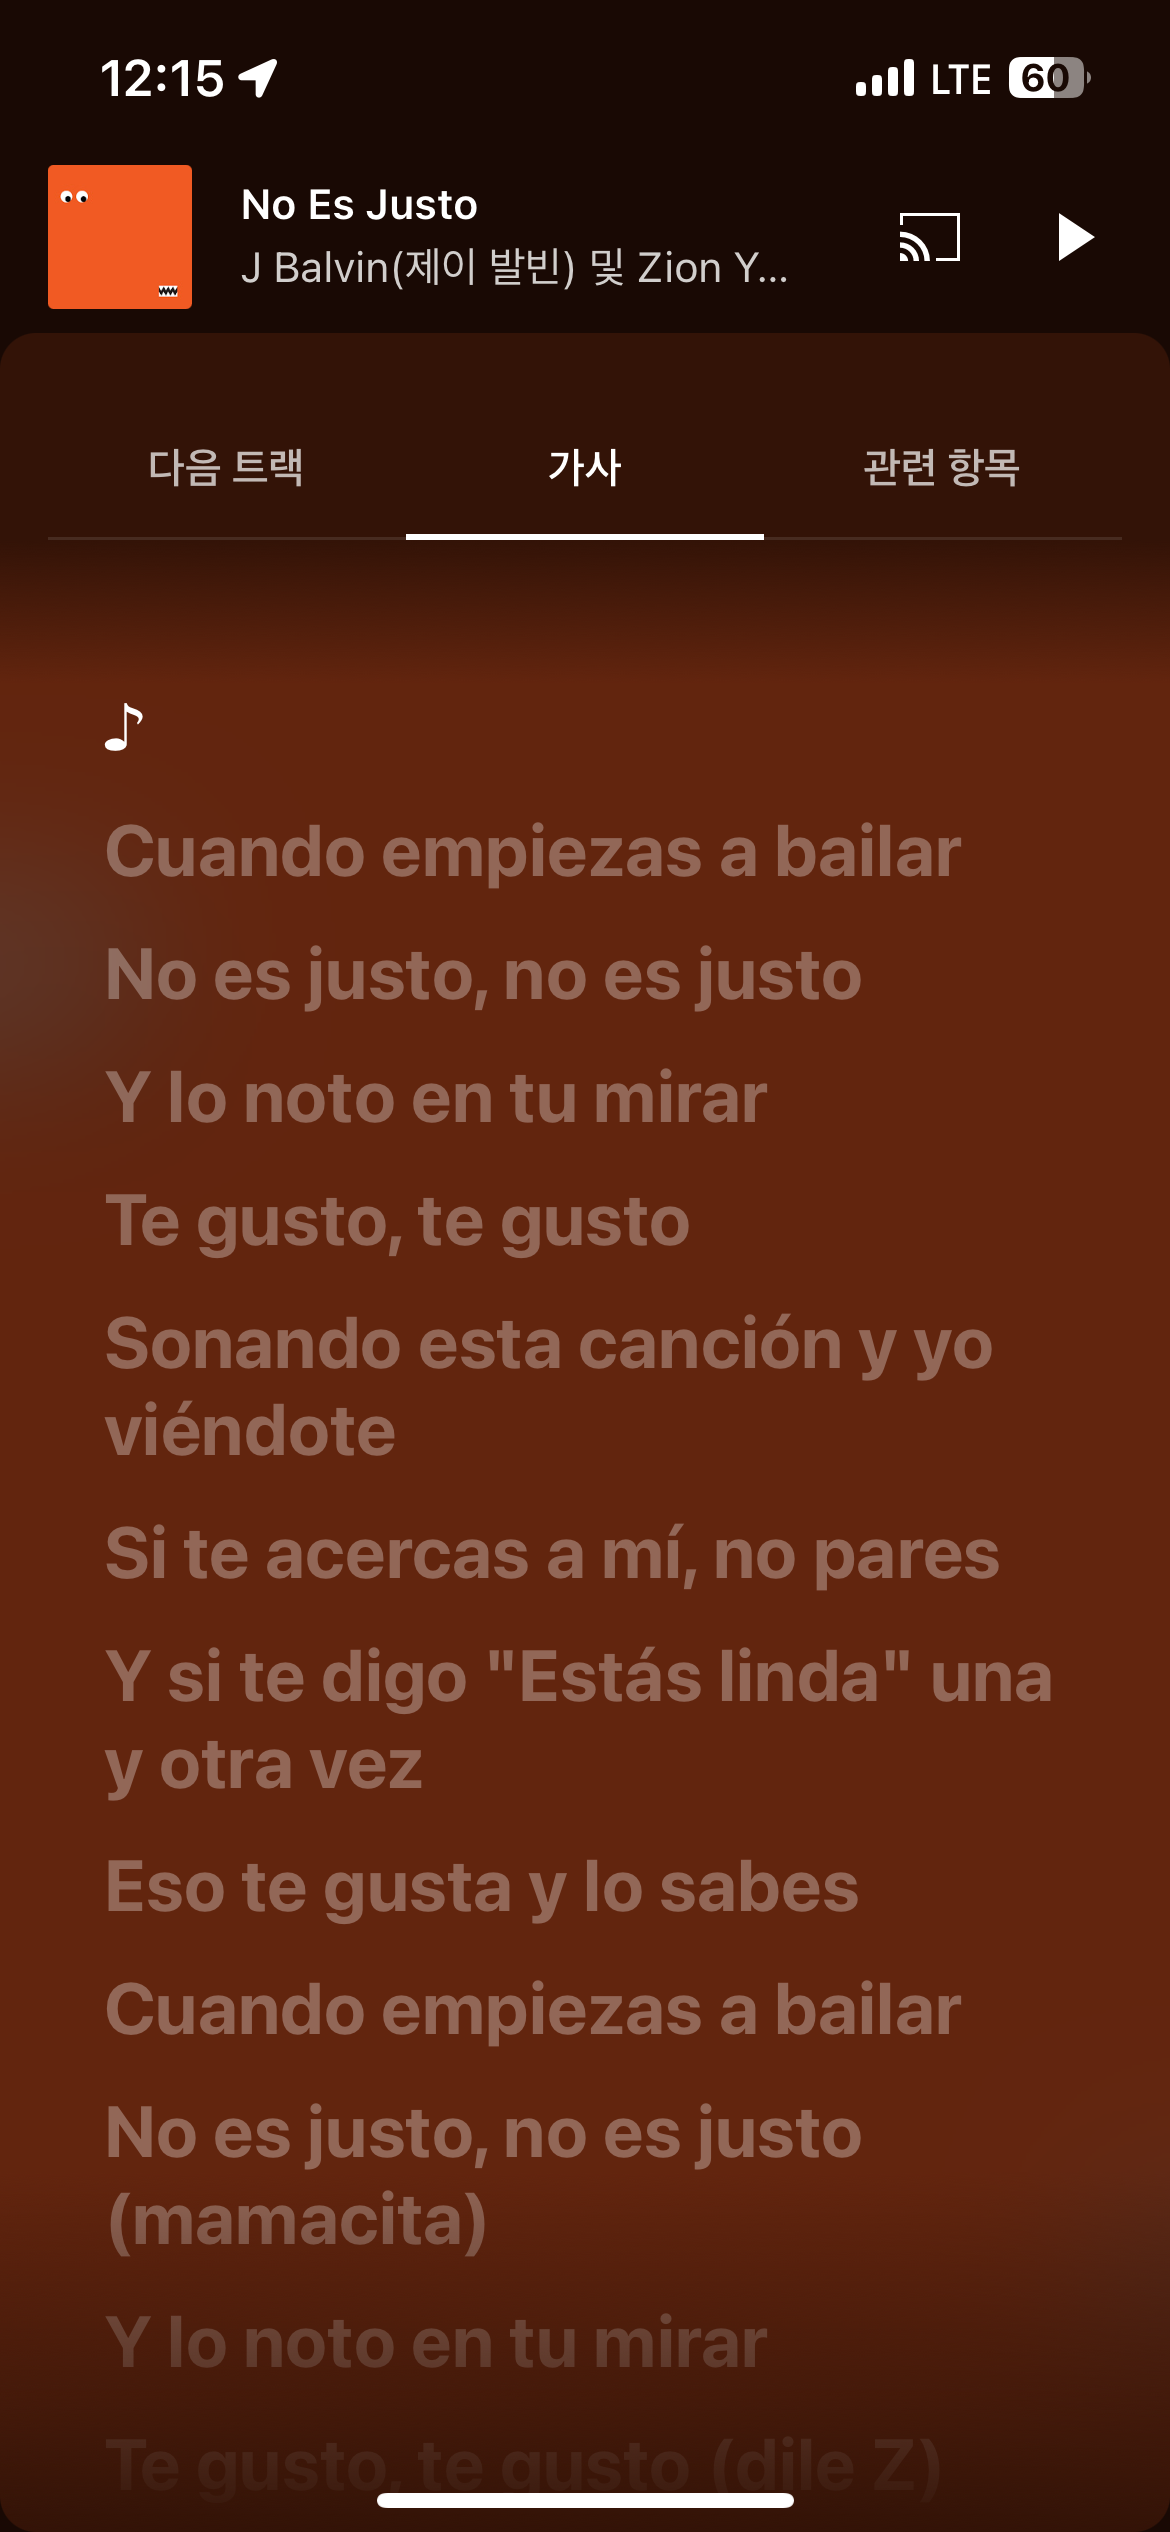 12:15
LTE 60
No Es Justo
J Balvin(제이 발빈) 및 Zion Y...
다음 트랙 가사 관련 항목
♪
Cuando empiezas a bailar
No es justo, no es justo
Y lo noto en tu mirar
Te gusto, te gusto
Sonando esta canción y yo
viéndote
Si te acercas a mí, no pares
Y si te digo "Estás linda" una
y otra vez
Eso te gusta y lo sabes
Cuando empiezas a bailar
No es justo, no es justo
(mamacita)
Y lo noto en tu mirar
Te gusto, te gusto (dile Z)